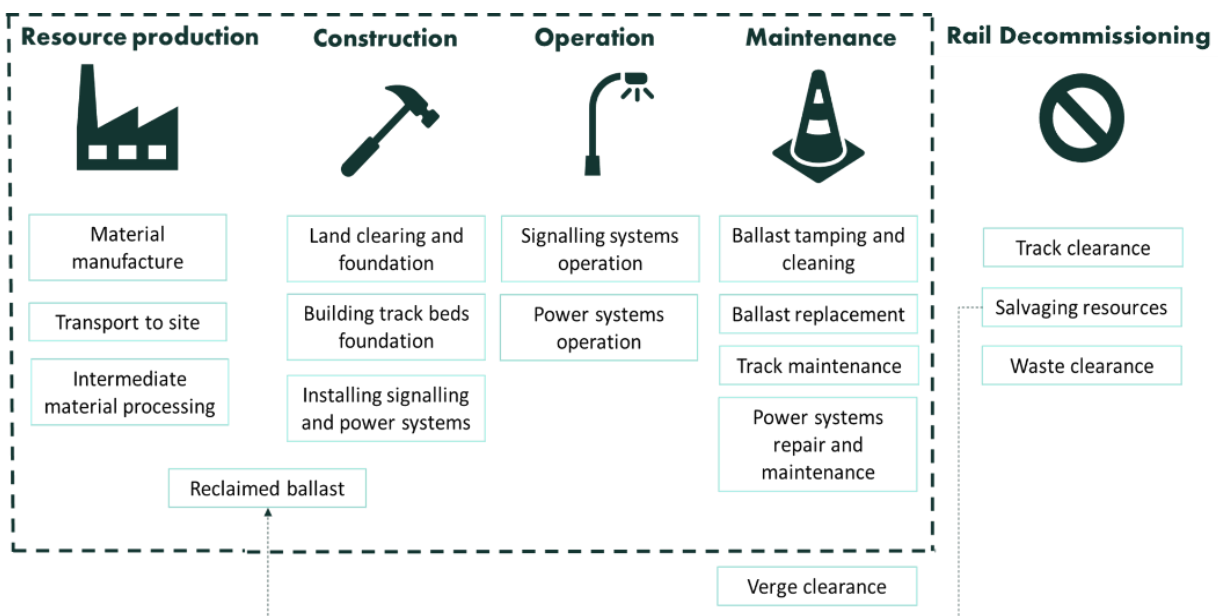 Resource production
Construction
Operation
Maintenance
Rail Decommissioning
Material
manufacture
Transport to site
Intermediate
material processing
Land clearing and
foundation
Building track beds
foundation
Installing signalling
and power systems
Reclaimed ballast
Signalling systems
operation
Power systems
operation
Ballast tamping and
cleaning
Ballast replacement
Track maintenance
Power systems
repair and
maintenance
Verge clearance
Track clearance
Salvaging resources
Waste clearance